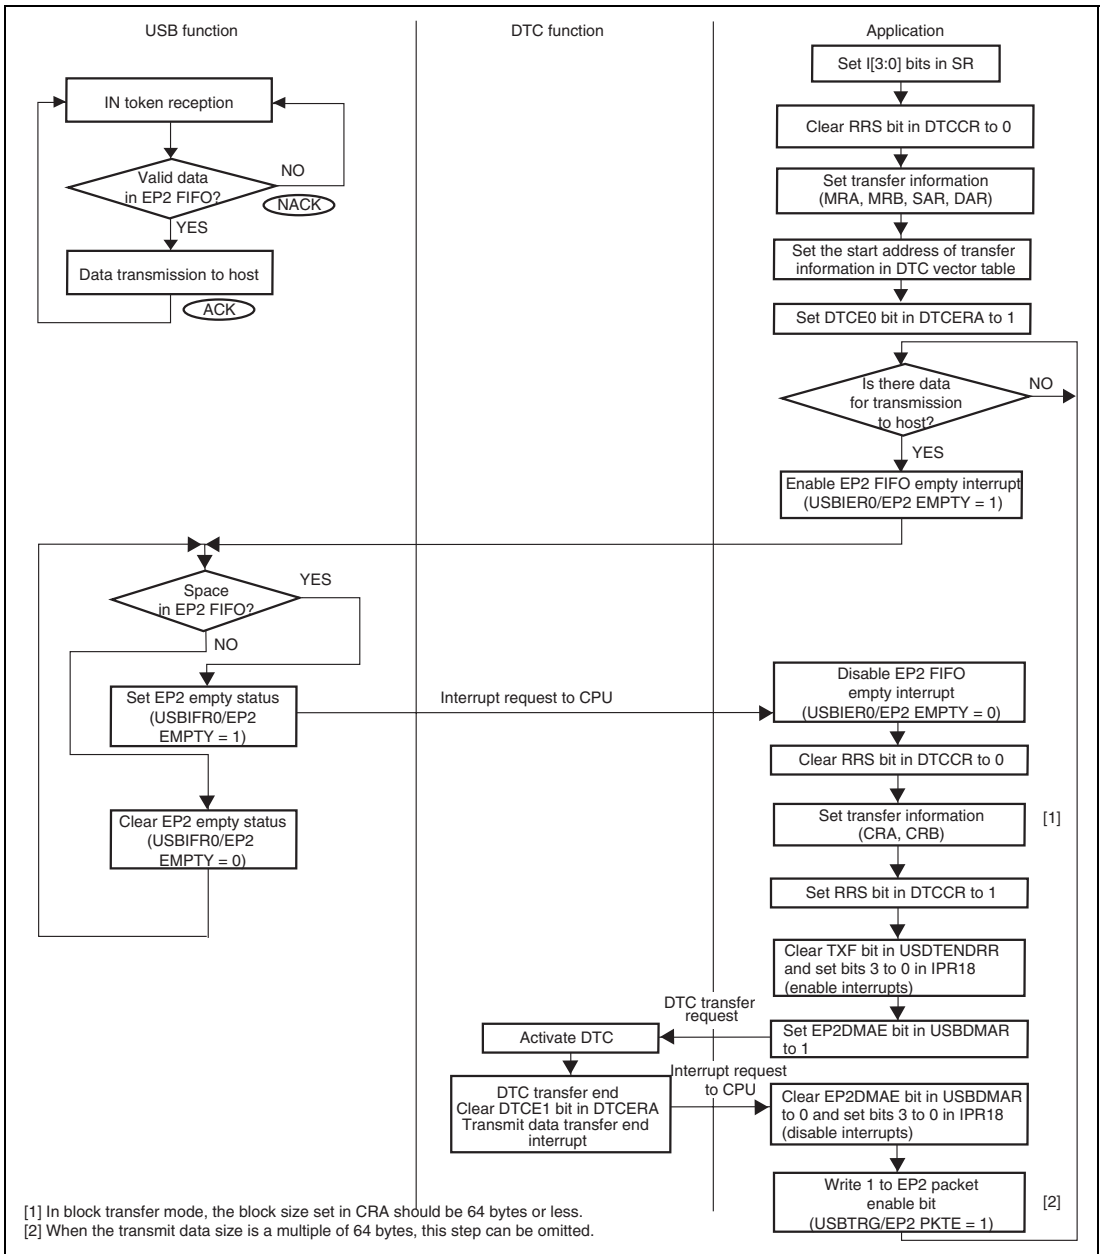 USB function
DTC function
Application
IN token reception
Valid data
in EP2 FIFO?
NO
NACK
YES
Data transmission to host
ACK
Set I[3:0] bits in SR
Clear RRS bit in DTCCR to 0
Set transfer information
(MRA, MRB, SAR, DAR)
Set the start address of transfer
information in DTC vector table
Set DTCE0 bit in DTCERA to 1
Is there data
for transmission
to host?
NO
YES
Enable EP2 FIFO empty interrupt
(USBIER0/EP2 EMPTY = 1)
Space
in EP2 FIFO?
YES
NO
Set EP2 empty status
(USBIFR0/EP2
EMPTY = 1)
Interrupt request to CPU
Clear EP2 empty status
(USBIFR0/EP2
EMPTY = 0)
Disable EP2 FIFO
empty interrupt
(USBIER0/EP2 EMPTY = 0)
Clear RRS bit in DTCCR to 0
Set transfer information
(CRA, CRB)
[1]
Set RRS bit in DTCCR to 1
Clear TXF bit in USDTENDRR
and set bits 3 to 0 in IPR18
(enable interrupts)
DTC transfer
request
Set EP2DMAE bit in USBDMAR
to 1
Activate DTC
DTC transfer end
Clear DTCE1 bit in DTCERA
Transmit data transfer end
interrupt
Interrupt request
to CPU
Clear EP2DMAE bit in USBDMAR
to 0 and set bits 3 to 0 in IPR18
(disable interrupts)
Write 1 to EP2 packet
enable bit
(USBTRG/EP2 PKTE = 1)
[2]
[1] In block transfer mode, the block size set in CRA should be 64 bytes or less.
[2] When the transmit data size is a multiple of 64 bytes, this step can be omitted.